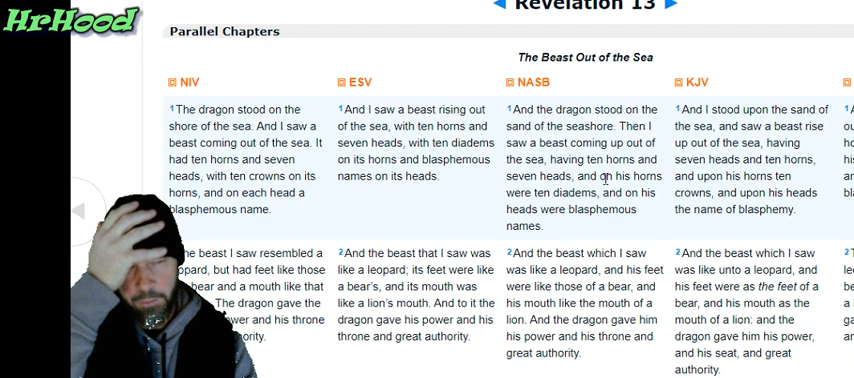 HrHood
Revelation 13
Parallel Chapters
The Beast Out of the Sea
NIV
1 The dragon stood on the
shore of the sea. And I saw a
beast coming out of the sea. It
had ten horns and seven
heads, with ten crowns on its
horns, and on each head a
blasphemous name.
the beast I saw resembled a
but had feet like those
bear and a mouth like that
The dragon gave the
power and his throne
ESV
1 And I saw a beast rising out
of the sea, with ten horns and
seven heads, with ten diadems
on its horns and blasphemous
names on its heads.
2 And the beast that I saw was
like a leopard; its feet were like
a bear's, and its mouth was
like a lion's mouth. And to it the
dragon gave his power and his
throne and great authority.
NASB
1 And the dragon stood on the
sand of the seashore. Then I
saw a beast coming up out of
the sea, having ten horns and
seven heads, and on his horns
were ten diadems, and on his
heads were blasphemous
names.
2 And the beast which I saw
was like a leopard, and his feet
were like those of a bear, and
his mouth like the mouth of a
lion. And the dragon gave him
his power and his throne and
great authority.
KJV
1 And I stood upon the sand of
the sea, and saw a beast rise
up out of the sea, having
seven heads and ten horns,
and upon his horns ten
crowns, and upon his heads
the name of blasphemy.
2 And the beast which I saw
was like unto a leopard, and
his feet were as the feet of a
bear, and his mouth as the
mouth of a lion: and the
dragon gave him his power,
and his seat, and great
authority.